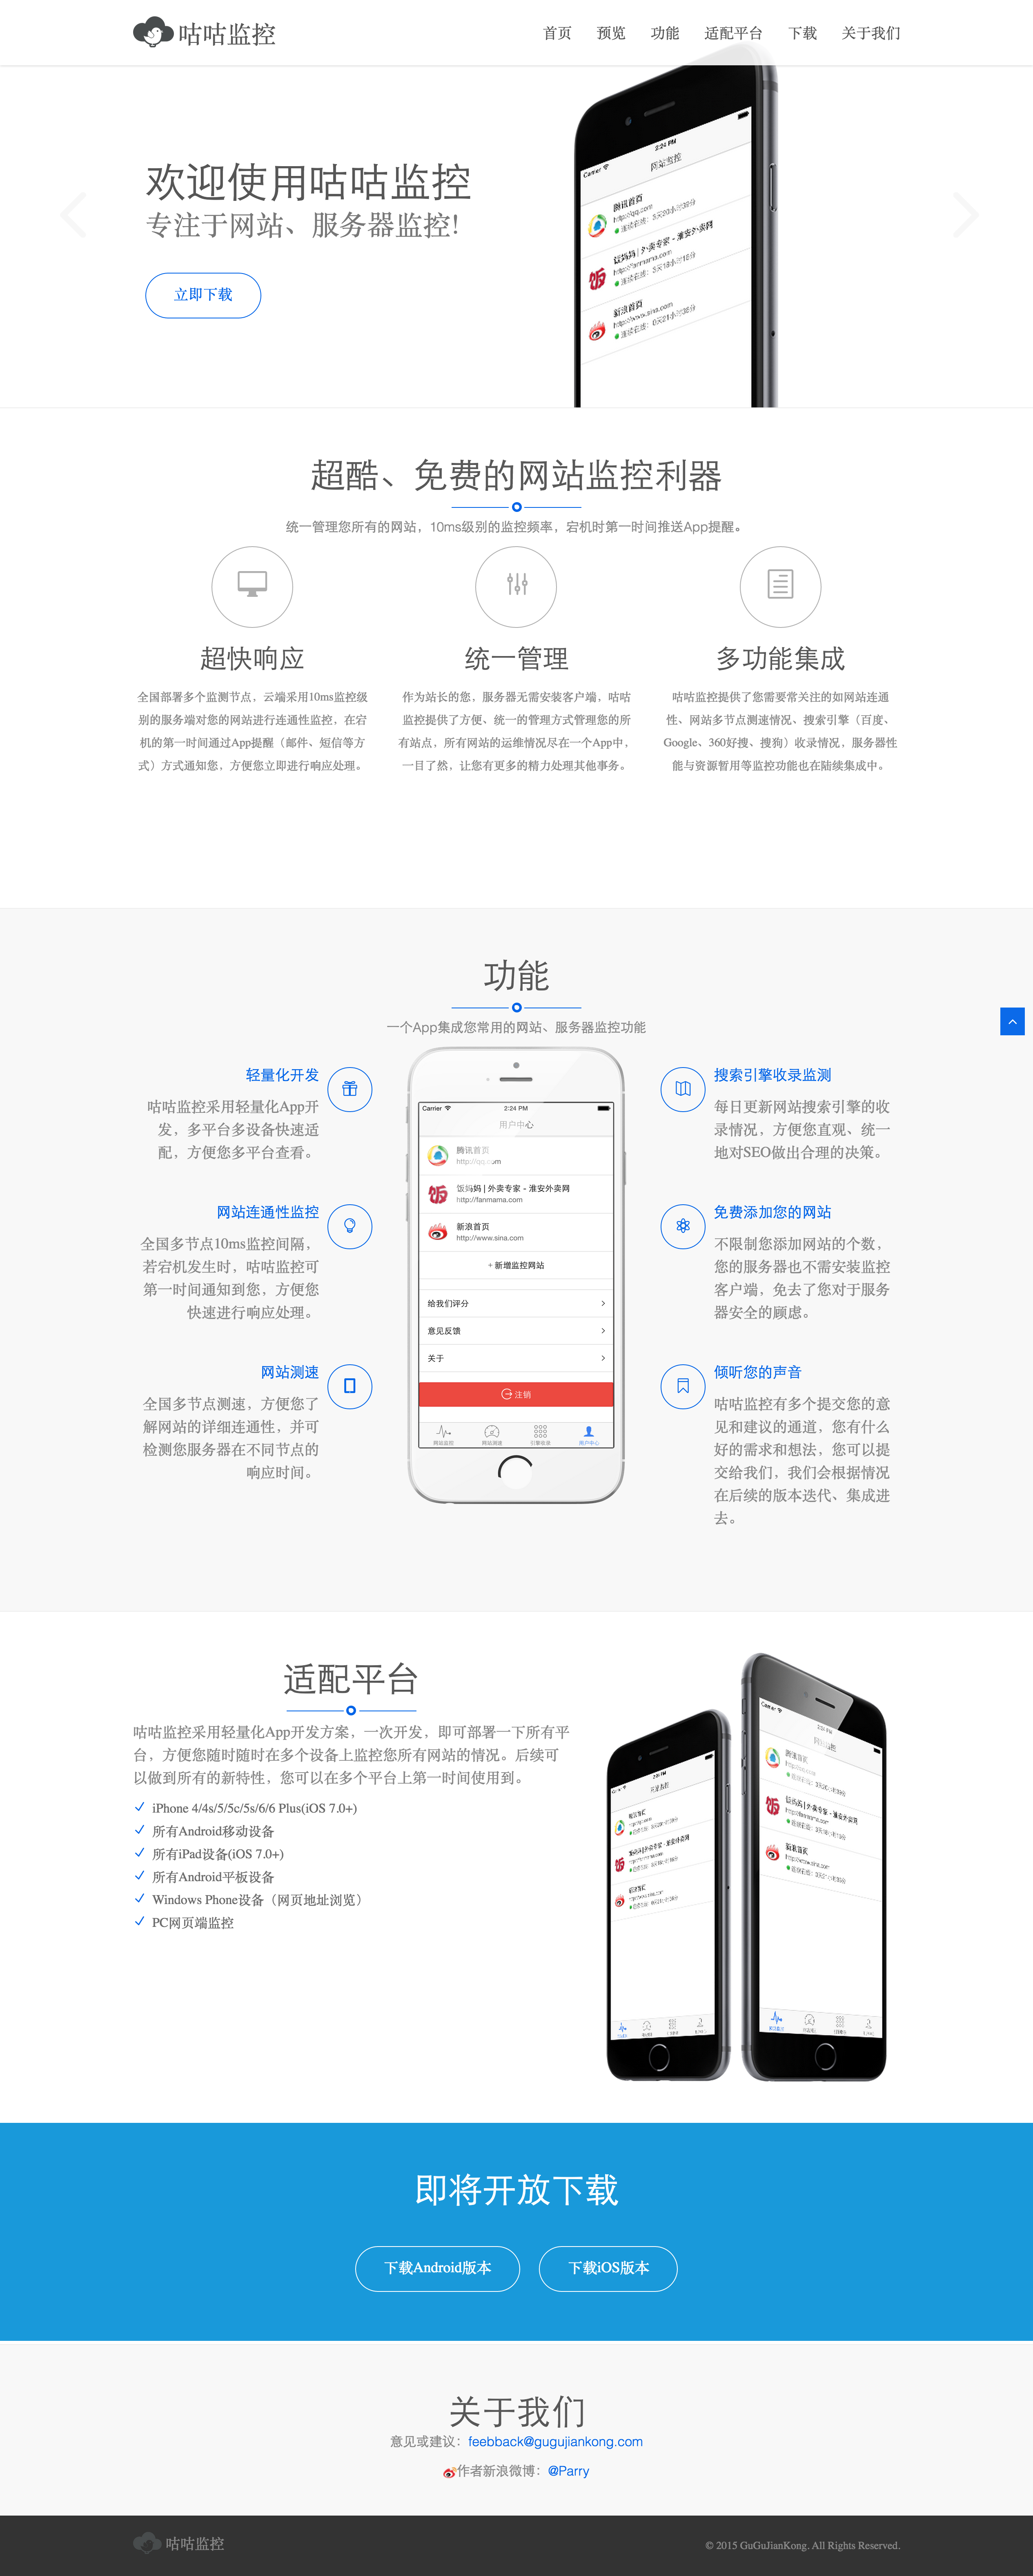 咕咕监控
首页 预览 功能 适配平台 下载 关于我们
欢迎使用咕咕监控
专注于网站、服务器监控!
立即下载
Carrier 2:24 PM
网站监控
腾讯首页
http://qq.com
饭妈妈 | 外卖专家 - 淮安外卖网
http://fanmama.com
新浪首页
http://www.sina.com
超酷、免费的网站监控利器
统一管理您所有的网站，10ms级别的监控频率，宕机时第一时间推送App提醒。
超快响应
全国部署多个监测节点，云端采用10ms监控级
别的服务端对您的网站进行连通性监控，在宕
机的第一时间通过App提醒（邮件、短信等方
式）方式通知您，方便您立即进行响应处理。
统一管理
作为站长的您，服务器无需安装客户端，咕咕
监控提供了方便、统一的管理方式管理您的所
有站点，所有网站的运维情况尽在一个App中，
一目了然，让您有更多的精力处理其他事务。
多功能集成
咕咕监控提供了您需要常关注的如网站连通
性、网站多节点测速情况、搜索引擎（百度、
Google、360好搜、搜狗）收录情况，服务器性
能与资源暂用等监控功能也在陆续集成中。
功能
一个App集成您常用的网站、服务器监控功能
轻量化开发
咕咕监控采用轻量化App开
发，多平台多设备快速适
配，方便您多平台查看。
网站连通性监控
全国多节点10ms监控间隔，
若宕机发生时，咕咕监控可
第一时间通知到您，方便您
快速进行响应处理。
网站测速
全国多节点测速，方便您了
解网站的详细连通性，并可
检测您服务器在不同节点的
响应时间。
Carrier 2:24 PM
用户中心
腾讯首页
http://qq.com
饭妈妈 | 外卖专家 - 淮安外卖网
http://fanmama.com
新浪首页
http://www.sina.com
+ 新增监控网站
给我们评分
意见反馈
关于
注销
网站监控 网站测速 引擎收录 用户中心
搜索引擎收录监测
每日更新网站搜索引擎的收
录情况，方便您直观、统一
地对SEO做出合理的决策。
免费添加您的网站
不限制您添加网站的个数，
您的服务器也不需安装监控
客户端，免去了您对于服务
器安全的顾虑。
倾听您的声音
咕咕监控有多个提交您的意
见和建议的通道，您有什么
好的需求和想法，您可以提
交给我们，我们会根据情况
在后续的版本迭代、集成进
去。
适配平台
咕咕监控采用轻量化App开发方案，一次开发，即可部署一下所有平
台，方便您随时随时在多个设备上监控您所有网站的情况。后续可
以做到所有的新特性，您可以在多个平台上第一时间使用到。
iPhone 4/4s/5/5c/5s/6/6 Plus(iOS 7.0+)
所有Android移动设备
所有iPad设备(iOS 7.0+)
所有Android平板设备
Windows Phone设备（网页地址浏览）
PC网页端监控
即将开放下载
下载Android版本 下载iOS版本
关于我们
意见或建议：feebback@gugujiankong.com
作者新浪微博：@Parry
咕咕监控
© 2015 GuGuJianKong. All Rights Reserved.